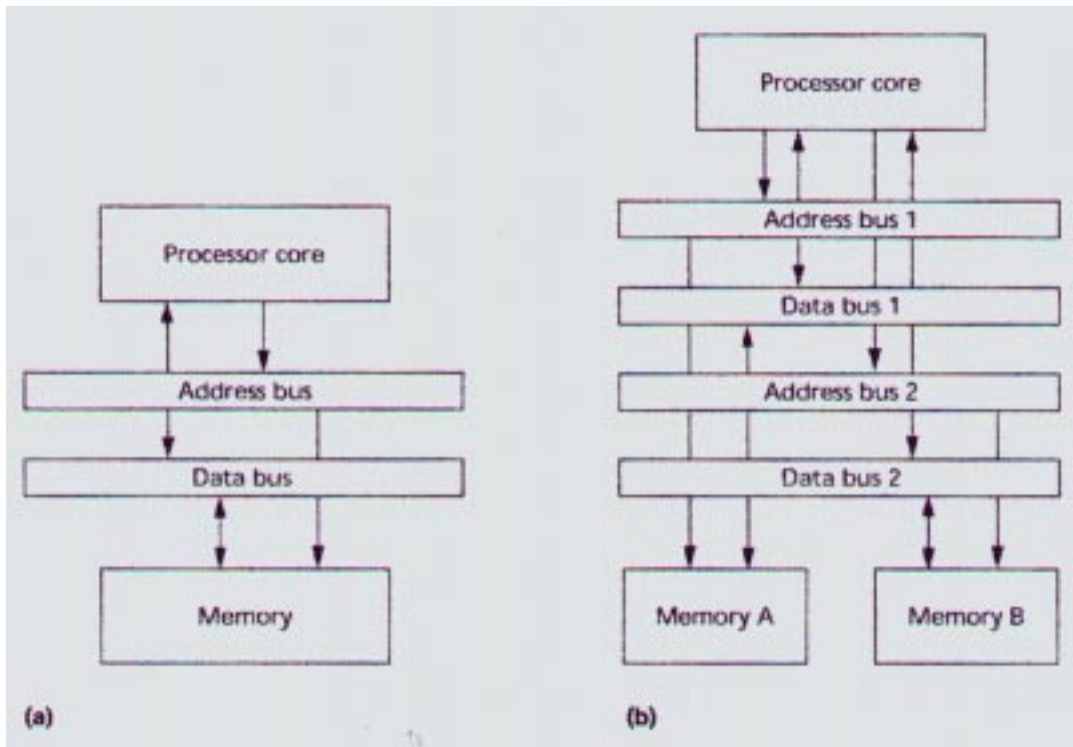 Processor core
Address bus
Data bus
Memory
(a)
Processor core
Address bus 1
Data bus 1
Address bus 2
Data bus 2
Memory A
Memory B
(b)